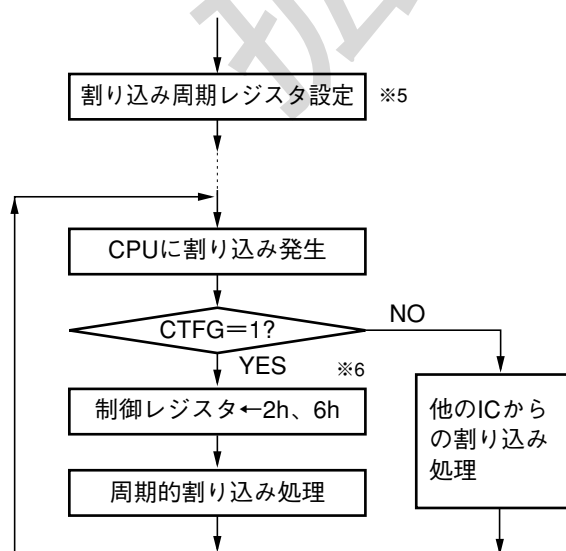 割り込み周期レジスタ設定 ※5
CPUに割り込み発生
CTFG＝1?
NO
YES
※6
制御レジスタ←2h、6h
他のICから
の割り込み
処理
周期的割り込み処理